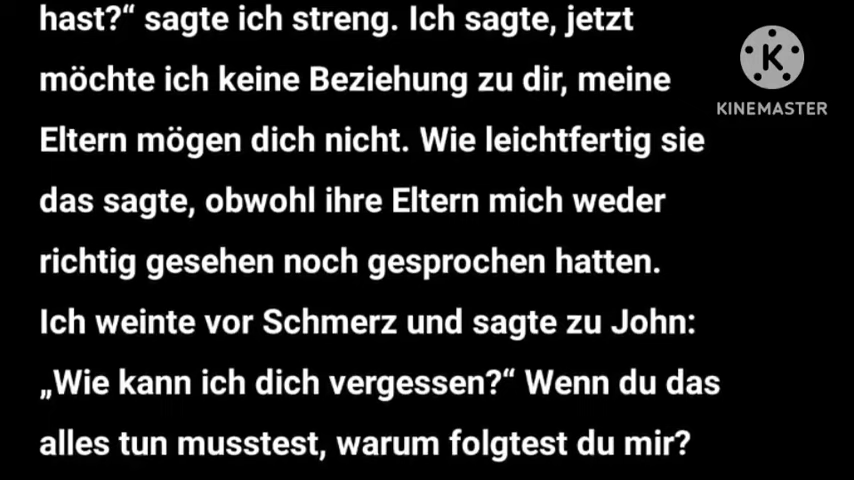 hast?“ sagte ich streng. Ich sagte, jetzt
möchte ich keine Beziehung zu dir, meine
Eltern mögen dich nicht. Wie leichtfertig sie
das sagte, obwohl ihre Eltern mich weder
richtig gesehen noch gesprochen hatten.
Ich weinte vor Schmerz und sagte zu John:
„Wie kann ich dich vergessen?“ Wenn du das
alles tun musstest, warum folgtest du mir?
K
KINEMASTER